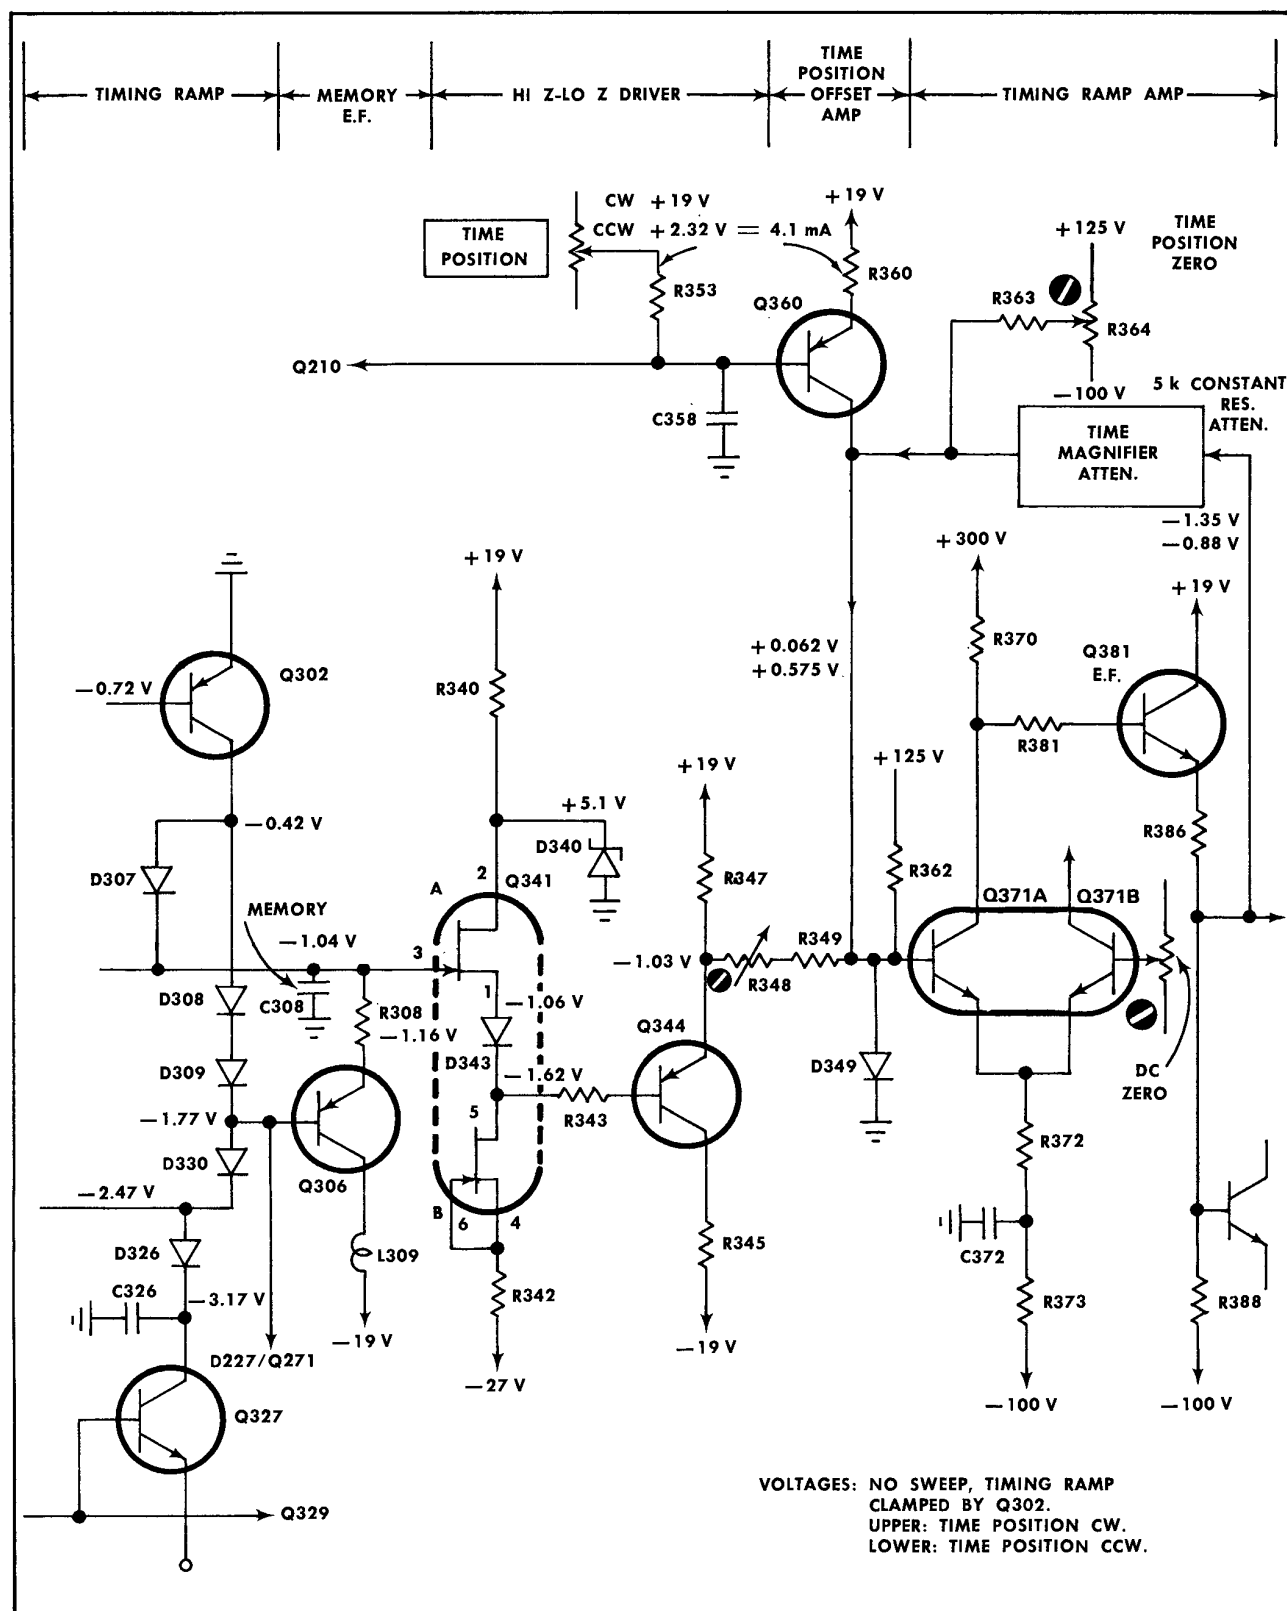 TIMING RAMP
MEMORY
E.F.
HI Z-LO Z DRIVER
TIME
POSITION
OFFSET
AMP
TIMING RAMP AMP
TIME
POSITION
CW +19 V
CCW +2.32 V = 4.1 mA
+19 V
R353
R360
Q360
Q210
C358
+125 V
TIME
POSITION
ZERO
R363
R364
−100 V
5 k CONSTANT
RES.
ATTEN.
TIME
MAGNIFIER
ATTEN.
−1.35 V
−0.88 V
+300 V
+19 V
R370
Q381
E.F.
R381
+19 V
Q302
−0.72 V
R340
+0.062 V
+0.575 V
+19 V
+125 V
−0.42 V
+5.1 V
D340
R386
D307
2
A
Q341
R347
R362
Q371A
Q371B
MEMORY
−1.04 V
3
−1.03 V
R349
R348
D308
C308
R308
−1.16 V
1
−1.06 V
D343
Q344
D309
−1.62 V
R343
D349
DC
ZERO
−1.77 V
5
D330
Q306
R372
−2.47 V
B
6
4
D326
L309
R345
C372
C326
−3.17 V
R342
R373
R388
−19 V
D227/Q271
−27 V
−19 V
−100 V
−100 V
Q327
Q329
VOLTAGES: NO SWEEP, TIMING RAMP
CLAMPED BY Q302.
UPPER: TIME POSITION CW.
LOWER: TIME POSITION CCW.